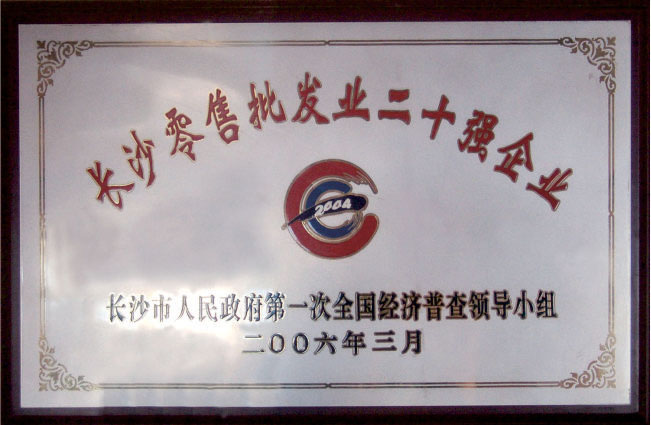 长沙零售批发业二十强企业
2004
长沙市人民政府第一次全国经济普查领导小组
二〇〇六年三月